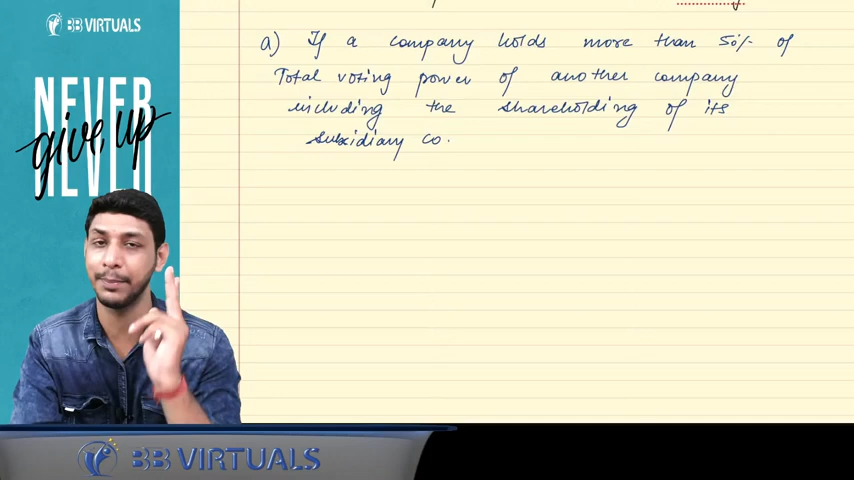 BB VIRTUALS
a) If a company holds more than 50% of
Total voting power of another company
including the shareholding of its
subsidiary co.
NEVER
give up
NEVER
BB VIRTUALS